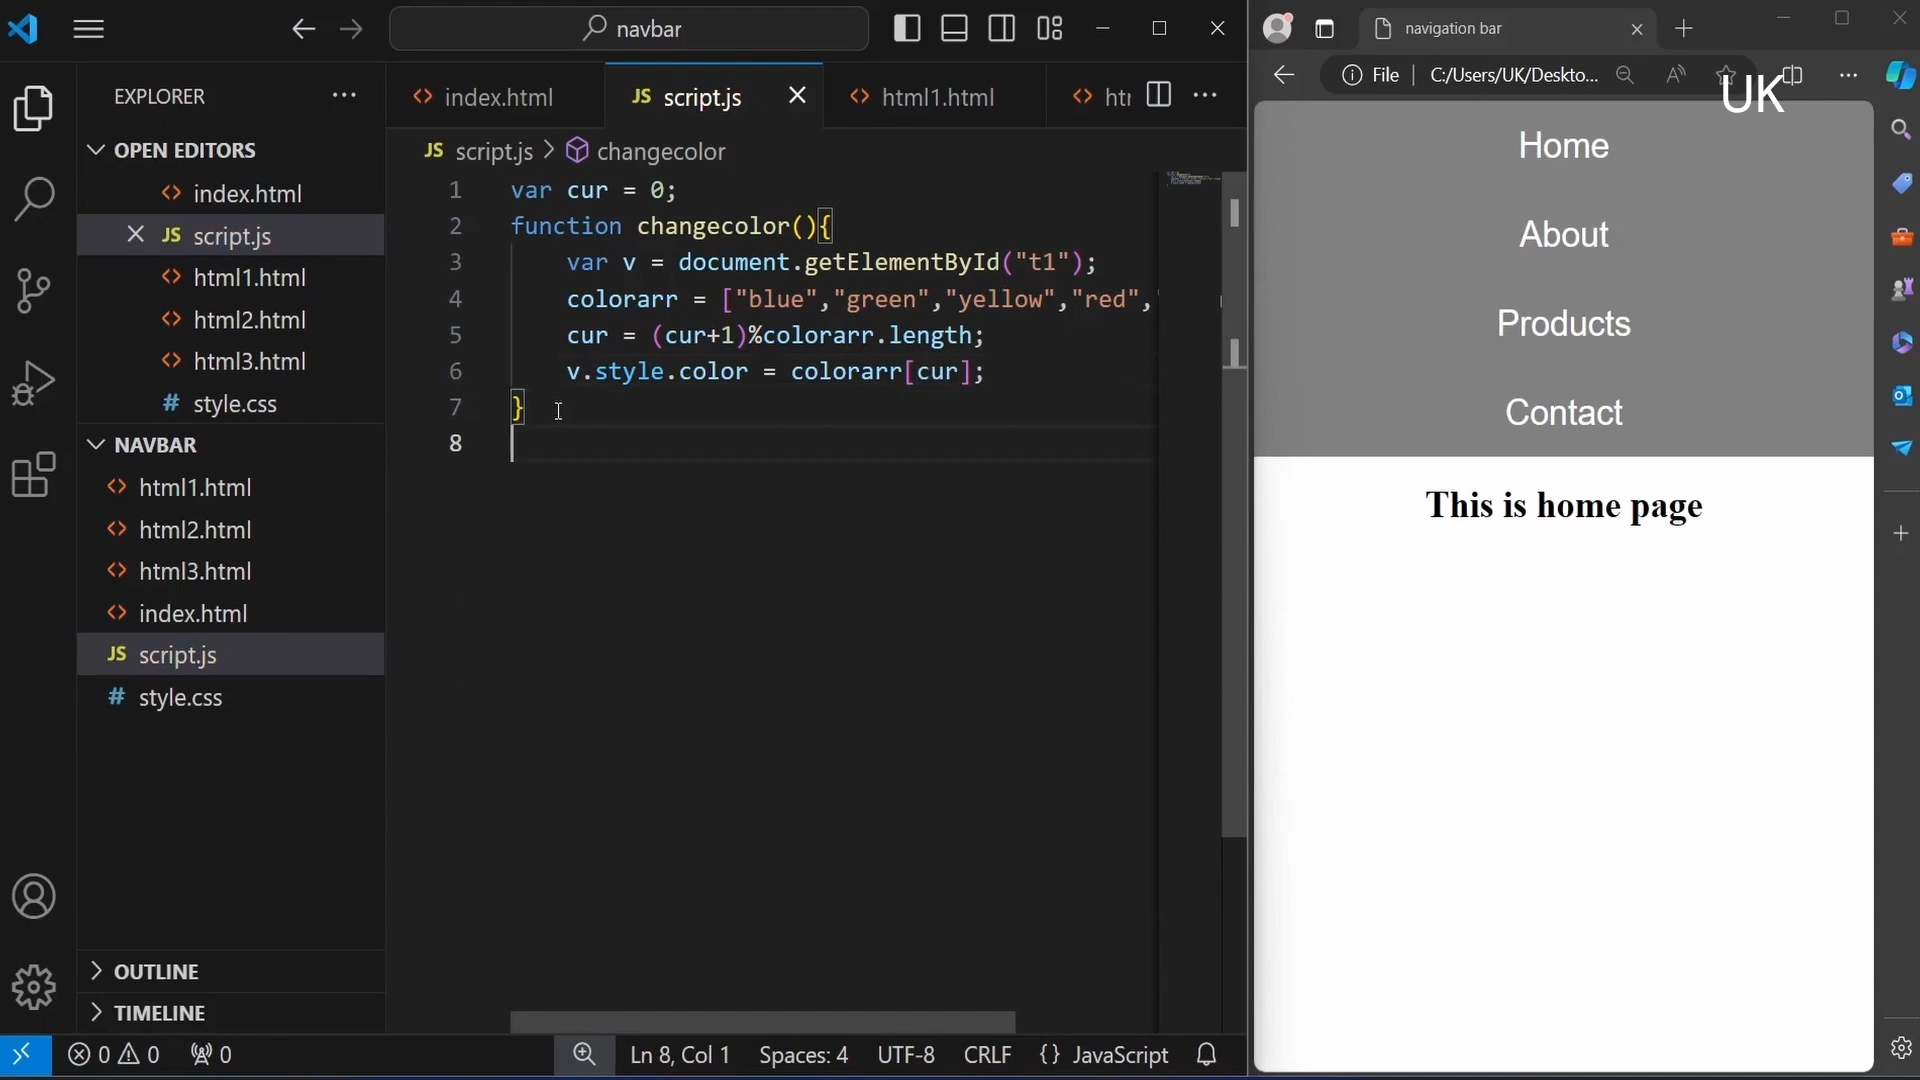 navbar
EXPLORER
OPEN EDITORS
index.html
JS script.js
html1.html
html2.html
html3.html
# style.css
NAVBAR
html1.html
html2.html
html3.html
index.html
JS script.js
# style.css
OUTLINE
TIMELINE
index.html
JS script.js
html1.html
JS script.js > changecolor
1 var cur = 0;
2 function changecolor(){
3 var v = document.getElementById("t1");
4 colorarr = ["blue","green","yellow","red",
5 cur = (cur+1)%colorarr.length;
6 v.style.color = colorarr[cur];
7 }
8
0 0 0
Ln 8, Col 1 Spaces: 4 UTF-8 CRLF {} JavaScript
navigation bar
File C:/Users/UK/Deskto...
UK
Home
About
Products
Contact
This is home page